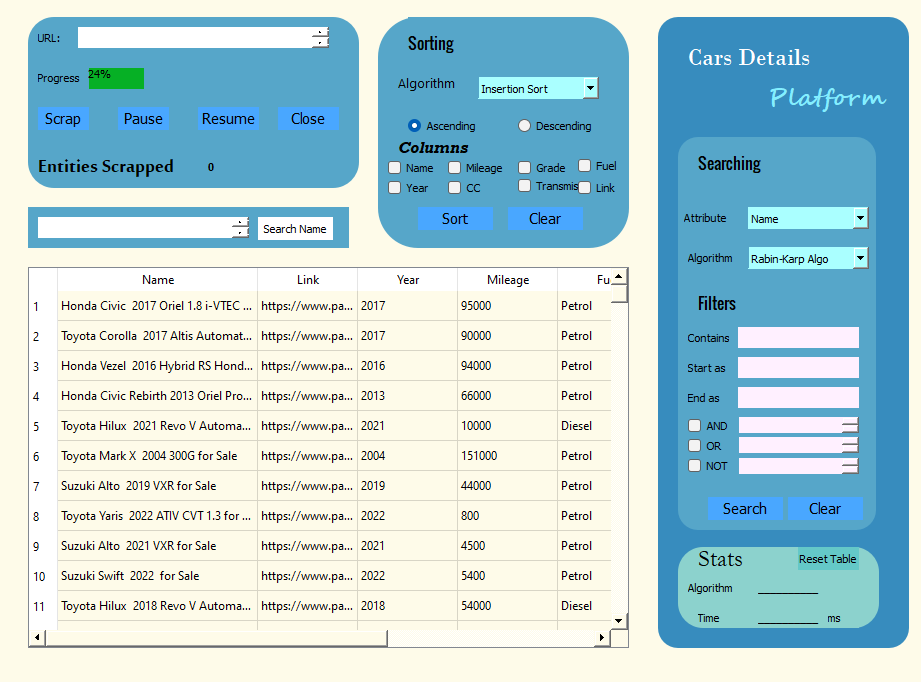 URL:
Progress 24%
Scrap Pause Resume Close
Entities Scrapped 0
Search Name
Sorting
Algorithm Insertion Sort
Ascending Descending
Columns
Name Mileage Grade Fuel
Year CC Transmis Link
Sort Clear
Name Link Year Mileage Fu
1 Honda Civic 2017 Oriel 1.8 i-VTEC ... https://www.pa... 2017 95000 Petrol
2 Toyota Corolla 2017 Altis Automat... https://www.pa... 2017 90000 Petrol
3 Honda Vezel 2016 Hybrid RS Hond... https://www.pa... 2016 94000 Petrol
4 Honda Civic Rebirth 2013 Oriel Pro... https://www.pa... 2013 66000 Petrol
5 Toyota Hilux 2021 Revo V Automa... https://www.pa... 2021 10000 Diesel
6 Toyota Mark X 2004 300G for Sale https://www.pa... 2004 151000 Petrol
7 Suzuki Alto 2019 VXR for Sale https://www.pa... 2019 44000 Petrol
8 Toyota Yaris 2022 ATIV CVT 1.3 for ... https://www.pa... 2022 800 Petrol
9 Suzuki Alto 2021 VXR for Sale https://www.pa... 2021 4500 Petrol
10 Suzuki Swift 2022 for Sale https://www.pa... 2022 5400 Petrol
11 Toyota Hilux 2018 Revo V Automa... https://www.pa... 2018 54000 Diesel
Cars Details
Platform
Searching
Attribute Name
Algorithm Rabin-Karp Algo
Filters
Contains
Start as
End as
AND
OR
NOT
Search Clear
Stats Reset Table
Algorithm
Time ms